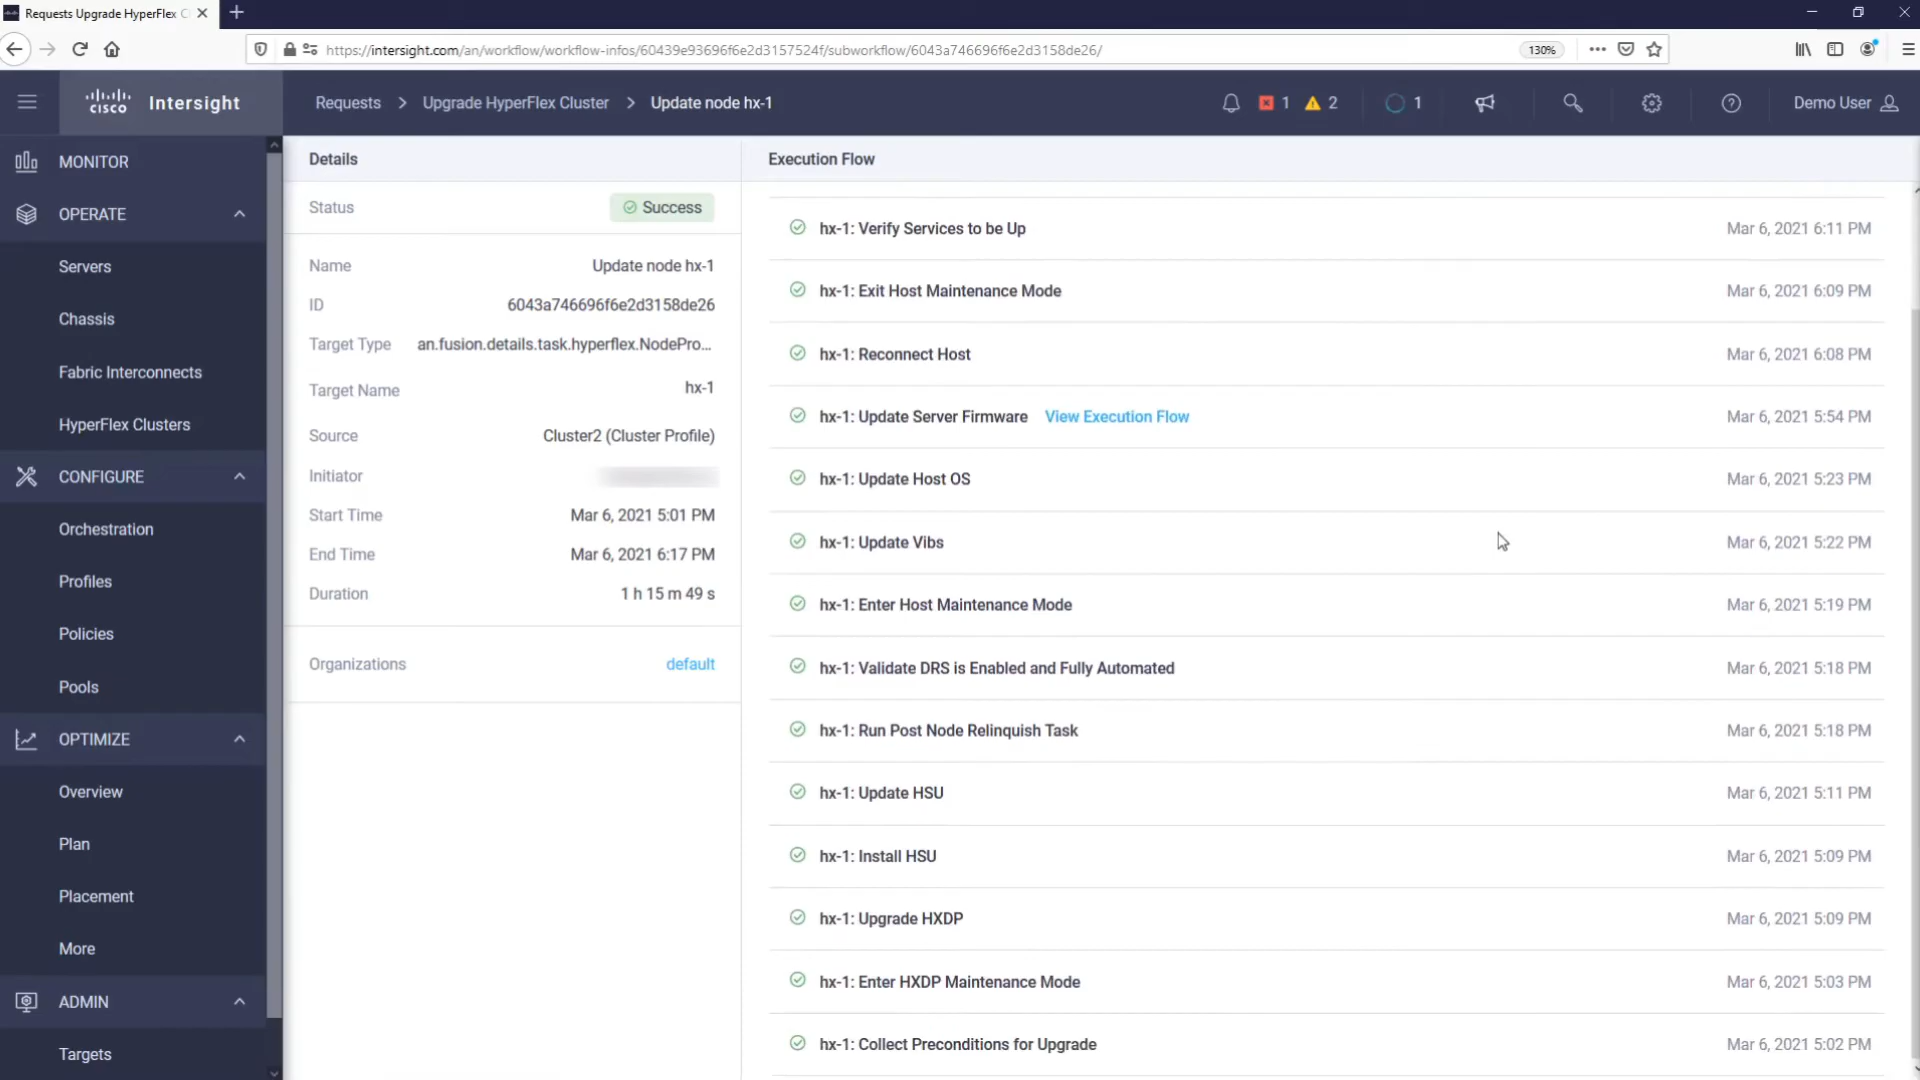 Requests Upgrade HyperFlex C
https://intersight.com/an/workflow/workflow-infos/60439e93696f6e2d3157524f/subworkflow/6043a746696f6e2d3158de26/
130%
CISCO Intersight
Requests > Upgrade HyperFlex Cluster > Update node hx-1
1 2 1
Demo User
MONITOR
OPERATE
Servers
Chassis
Fabric Interconnects
HyperFlex Clusters
CONFIGURE
Orchestration
Profiles
Policies
Pools
OPTIMIZE
Overview
Plan
Placement
More
ADMIN
Targets
Details
Status Success
Name Update node hx-1
ID 6043a746696f6e2d3158de26
Target Type an.fusion.details.task.hyperflex.NodePro...
Target Name hx-1
Source Cluster2 (Cluster Profile)
Initiator
Start Time Mar 6, 2021 5:01 PM
End Time Mar 6, 2021 6:17 PM
Duration 1 h 15 m 49 s
Organizations default
Execution Flow
hx-1: Verify Services to be Up Mar 6, 2021 6:11 PM
hx-1: Exit Host Maintenance Mode Mar 6, 2021 6:09 PM
hx-1: Reconnect Host Mar 6, 2021 6:08 PM
hx-1: Update Server Firmware View Execution Flow Mar 6, 2021 5:54 PM
hx-1: Update Host OS Mar 6, 2021 5:23 PM
hx-1: Update Vibs Mar 6, 2021 5:22 PM
hx-1: Enter Host Maintenance Mode Mar 6, 2021 5:19 PM
hx-1: Validate DRS is Enabled and Fully Automated Mar 6, 2021 5:18 PM
hx-1: Run Post Node Relinquish Task Mar 6, 2021 5:18 PM
hx-1: Update HSU Mar 6, 2021 5:11 PM
hx-1: Install HSU Mar 6, 2021 5:09 PM
hx-1: Upgrade HXDP Mar 6, 2021 5:09 PM
hx-1: Enter HXDP Maintenance Mode Mar 6, 2021 5:03 PM
hx-1: Collect Preconditions for Upgrade Mar 6, 2021 5:02 PM